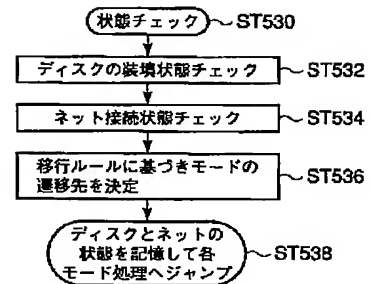 状態チェック ST530
ディスクの装填状態チェック ST532
ネット接続状態チェック ST534
移行ルールに基づきモードの
遷移先を決定 ST536
ディスクとネットの
状態を記憶して各 ST538
モード処理へジャンプ